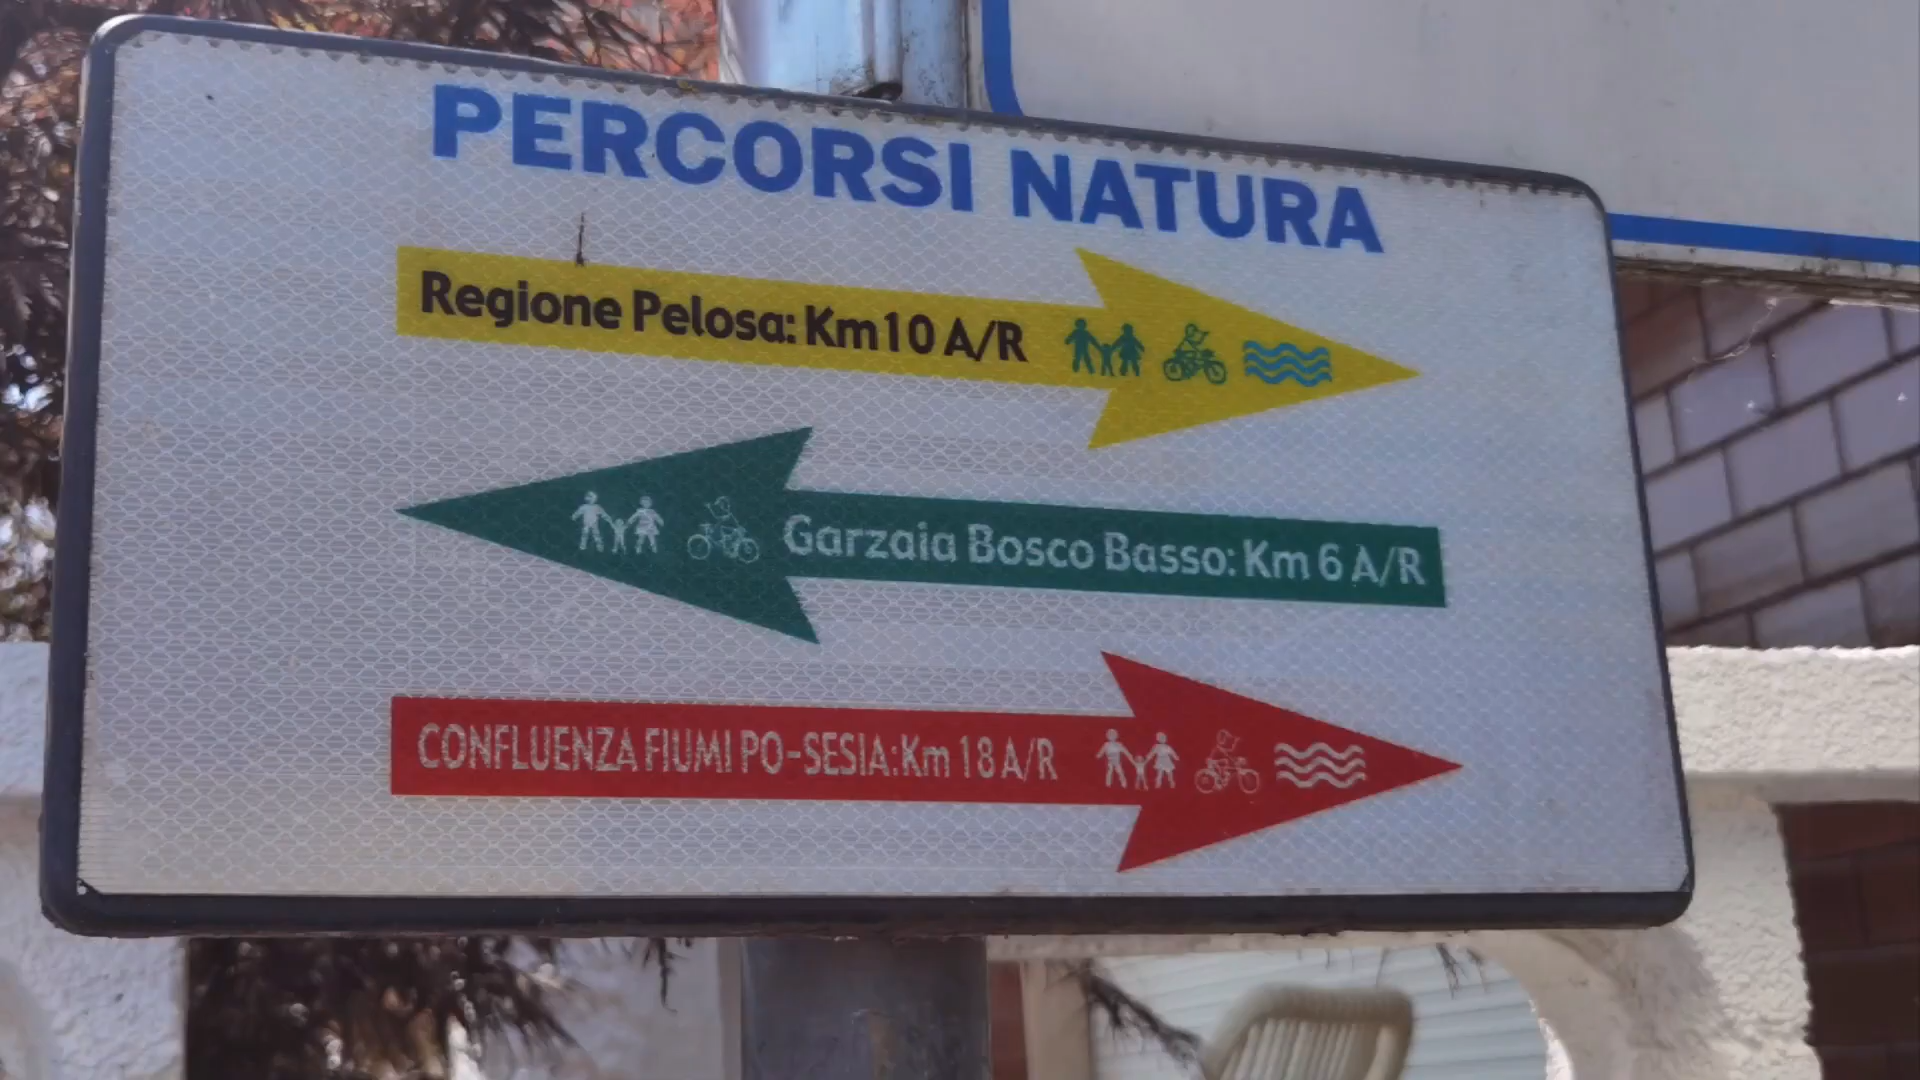 PERCORSI NATURA
Regione Pelosa: Km 10 A/R
Garzaia Bosco Basso: Km 6 A/R
CONFLUENZA FIUMI PO-SESIA: Km 18 A/R